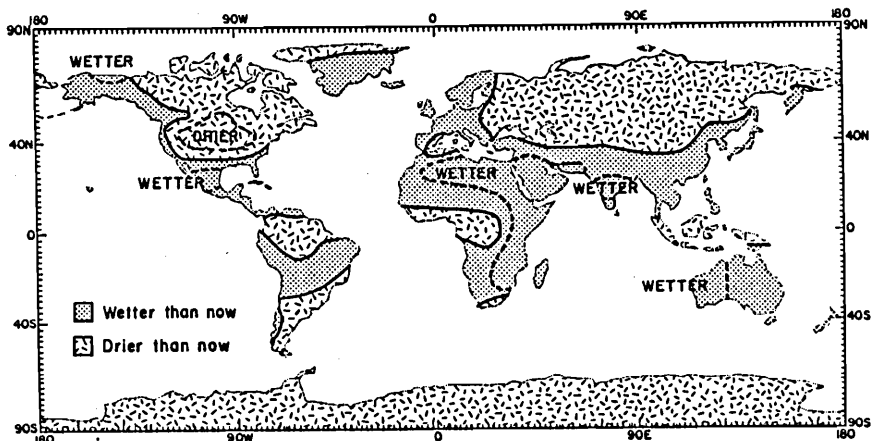 180 90W 0 90E 180
90N 90N
WETTER
40N DRIER 40N
WETTER WETTER WETTER
0 0
WETTER
Wetter than now
40S 40S
Drier than now
90S 90S
180 90W 0 90E 180